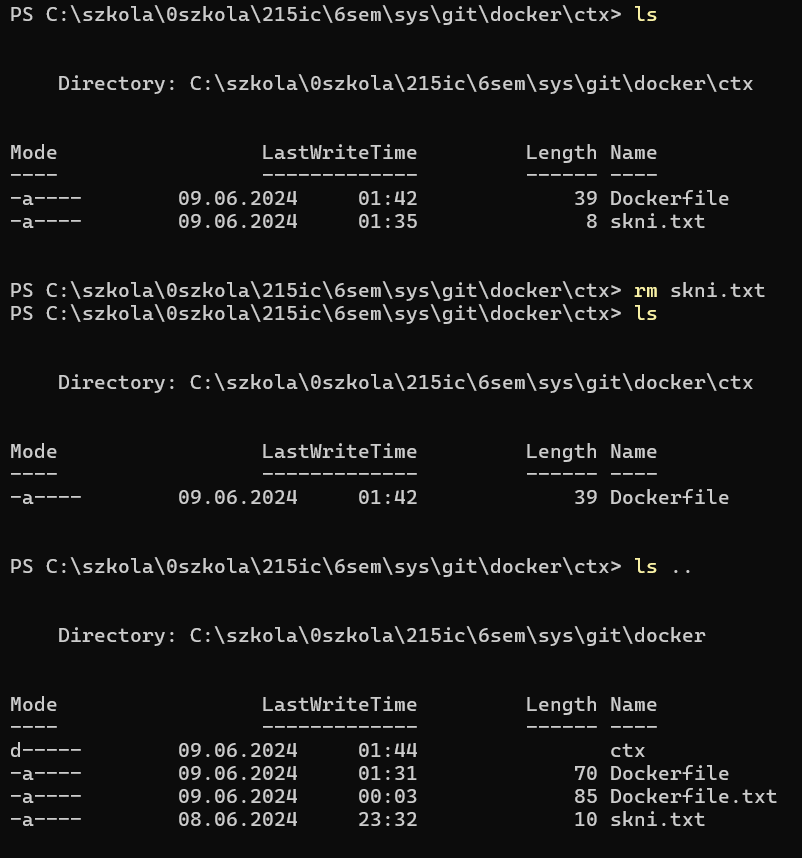 PS C:\szkola\0szkola\215ic\6sem\sys\git\docker\ctx> ls
Directory: C:\szkola\0szkola\215ic\6sem\sys\git\docker\ctx
Mode                 LastWriteTime         Length Name
----                 -------------         ------ ----
-a----        09.06.2024     01:42             39 Dockerfile
-a----        09.06.2024     01:35              8 skni.txt
PS C:\szkola\0szkola\215ic\6sem\sys\git\docker\ctx> rm skni.txt
PS C:\szkola\0szkola\215ic\6sem\sys\git\docker\ctx> ls
Directory: C:\szkola\0szkola\215ic\6sem\sys\git\docker\ctx
Mode                 LastWriteTime         Length Name
----                 -------------         ------ ----
-a----        09.06.2024     01:42             39 Dockerfile
PS C:\szkola\0szkola\215ic\6sem\sys\git\docker\ctx> ls ..
Directory: C:\szkola\0szkola\215ic\6sem\sys\git\docker
Mode                 LastWriteTime         Length Name
----                 -------------         ------ ----
d-----        09.06.2024     01:44                ctx
-a----        09.06.2024     01:31             70 Dockerfile
-a----        09.06.2024     00:03             85 Dockerfile.txt
-a----        08.06.2024     23:32             10 skni.txt